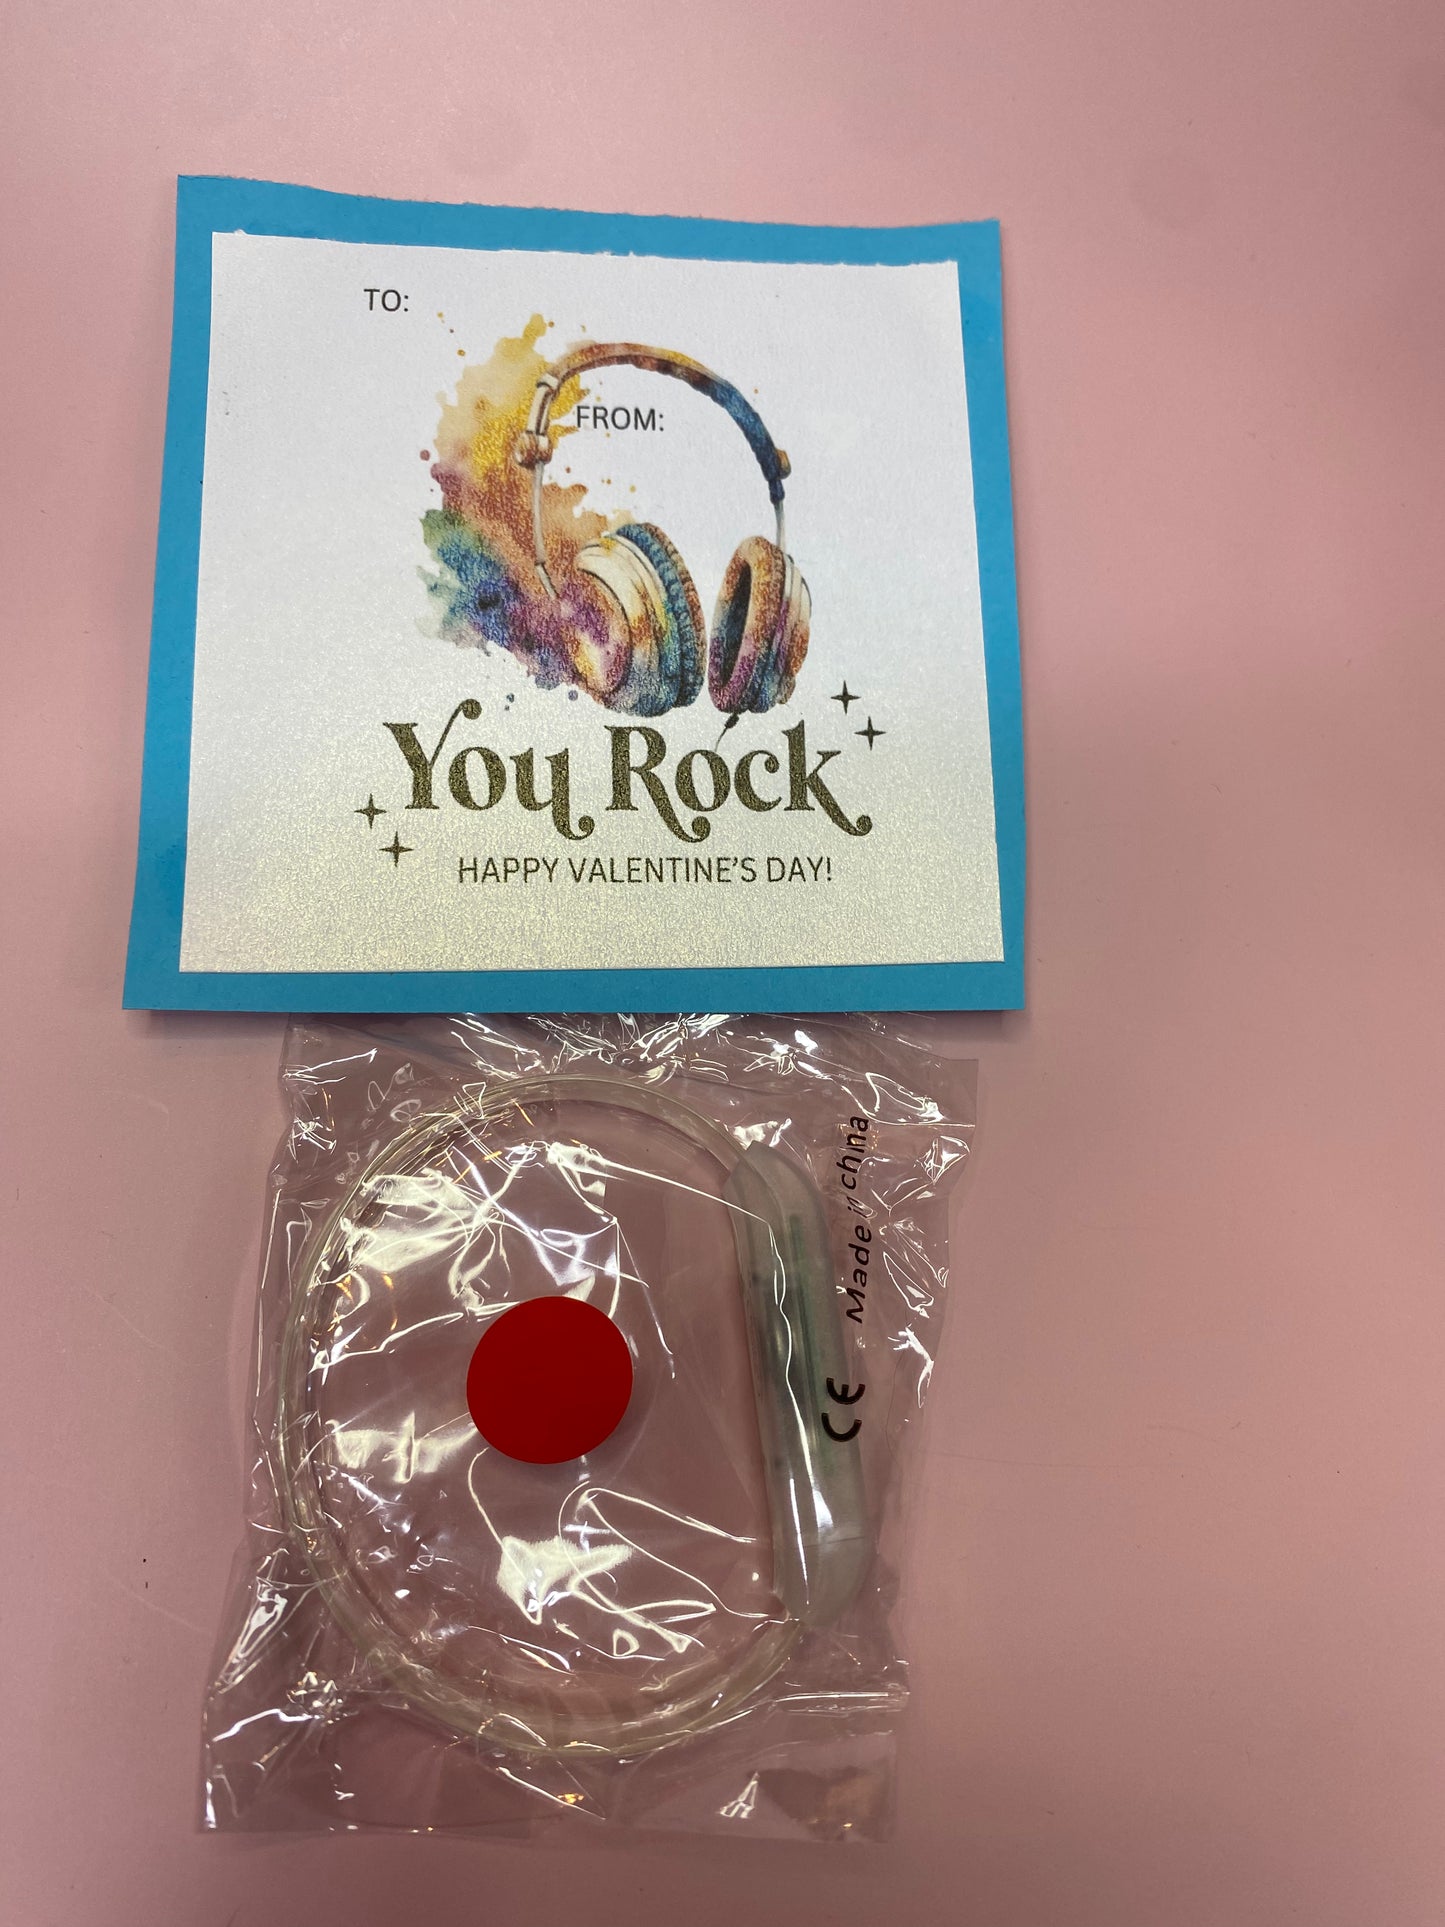 TO:
FROM:
You Rock
HAPPY VALENTINE'S DAY!
CE Made in china